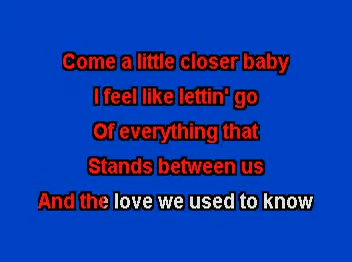 Come a little closer baby
I feel like lettin' go
Of everything that
Stands between us
And the love we used to know